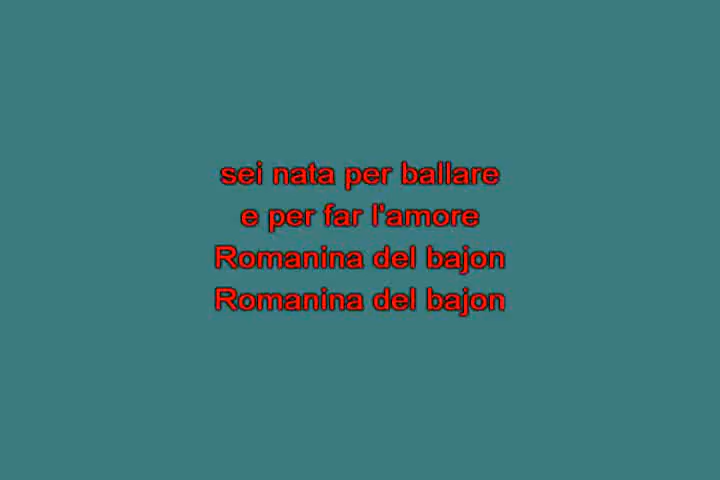 sei nata per ballare
e per far l'amore
Romanina del bajon
Romanina del bajon